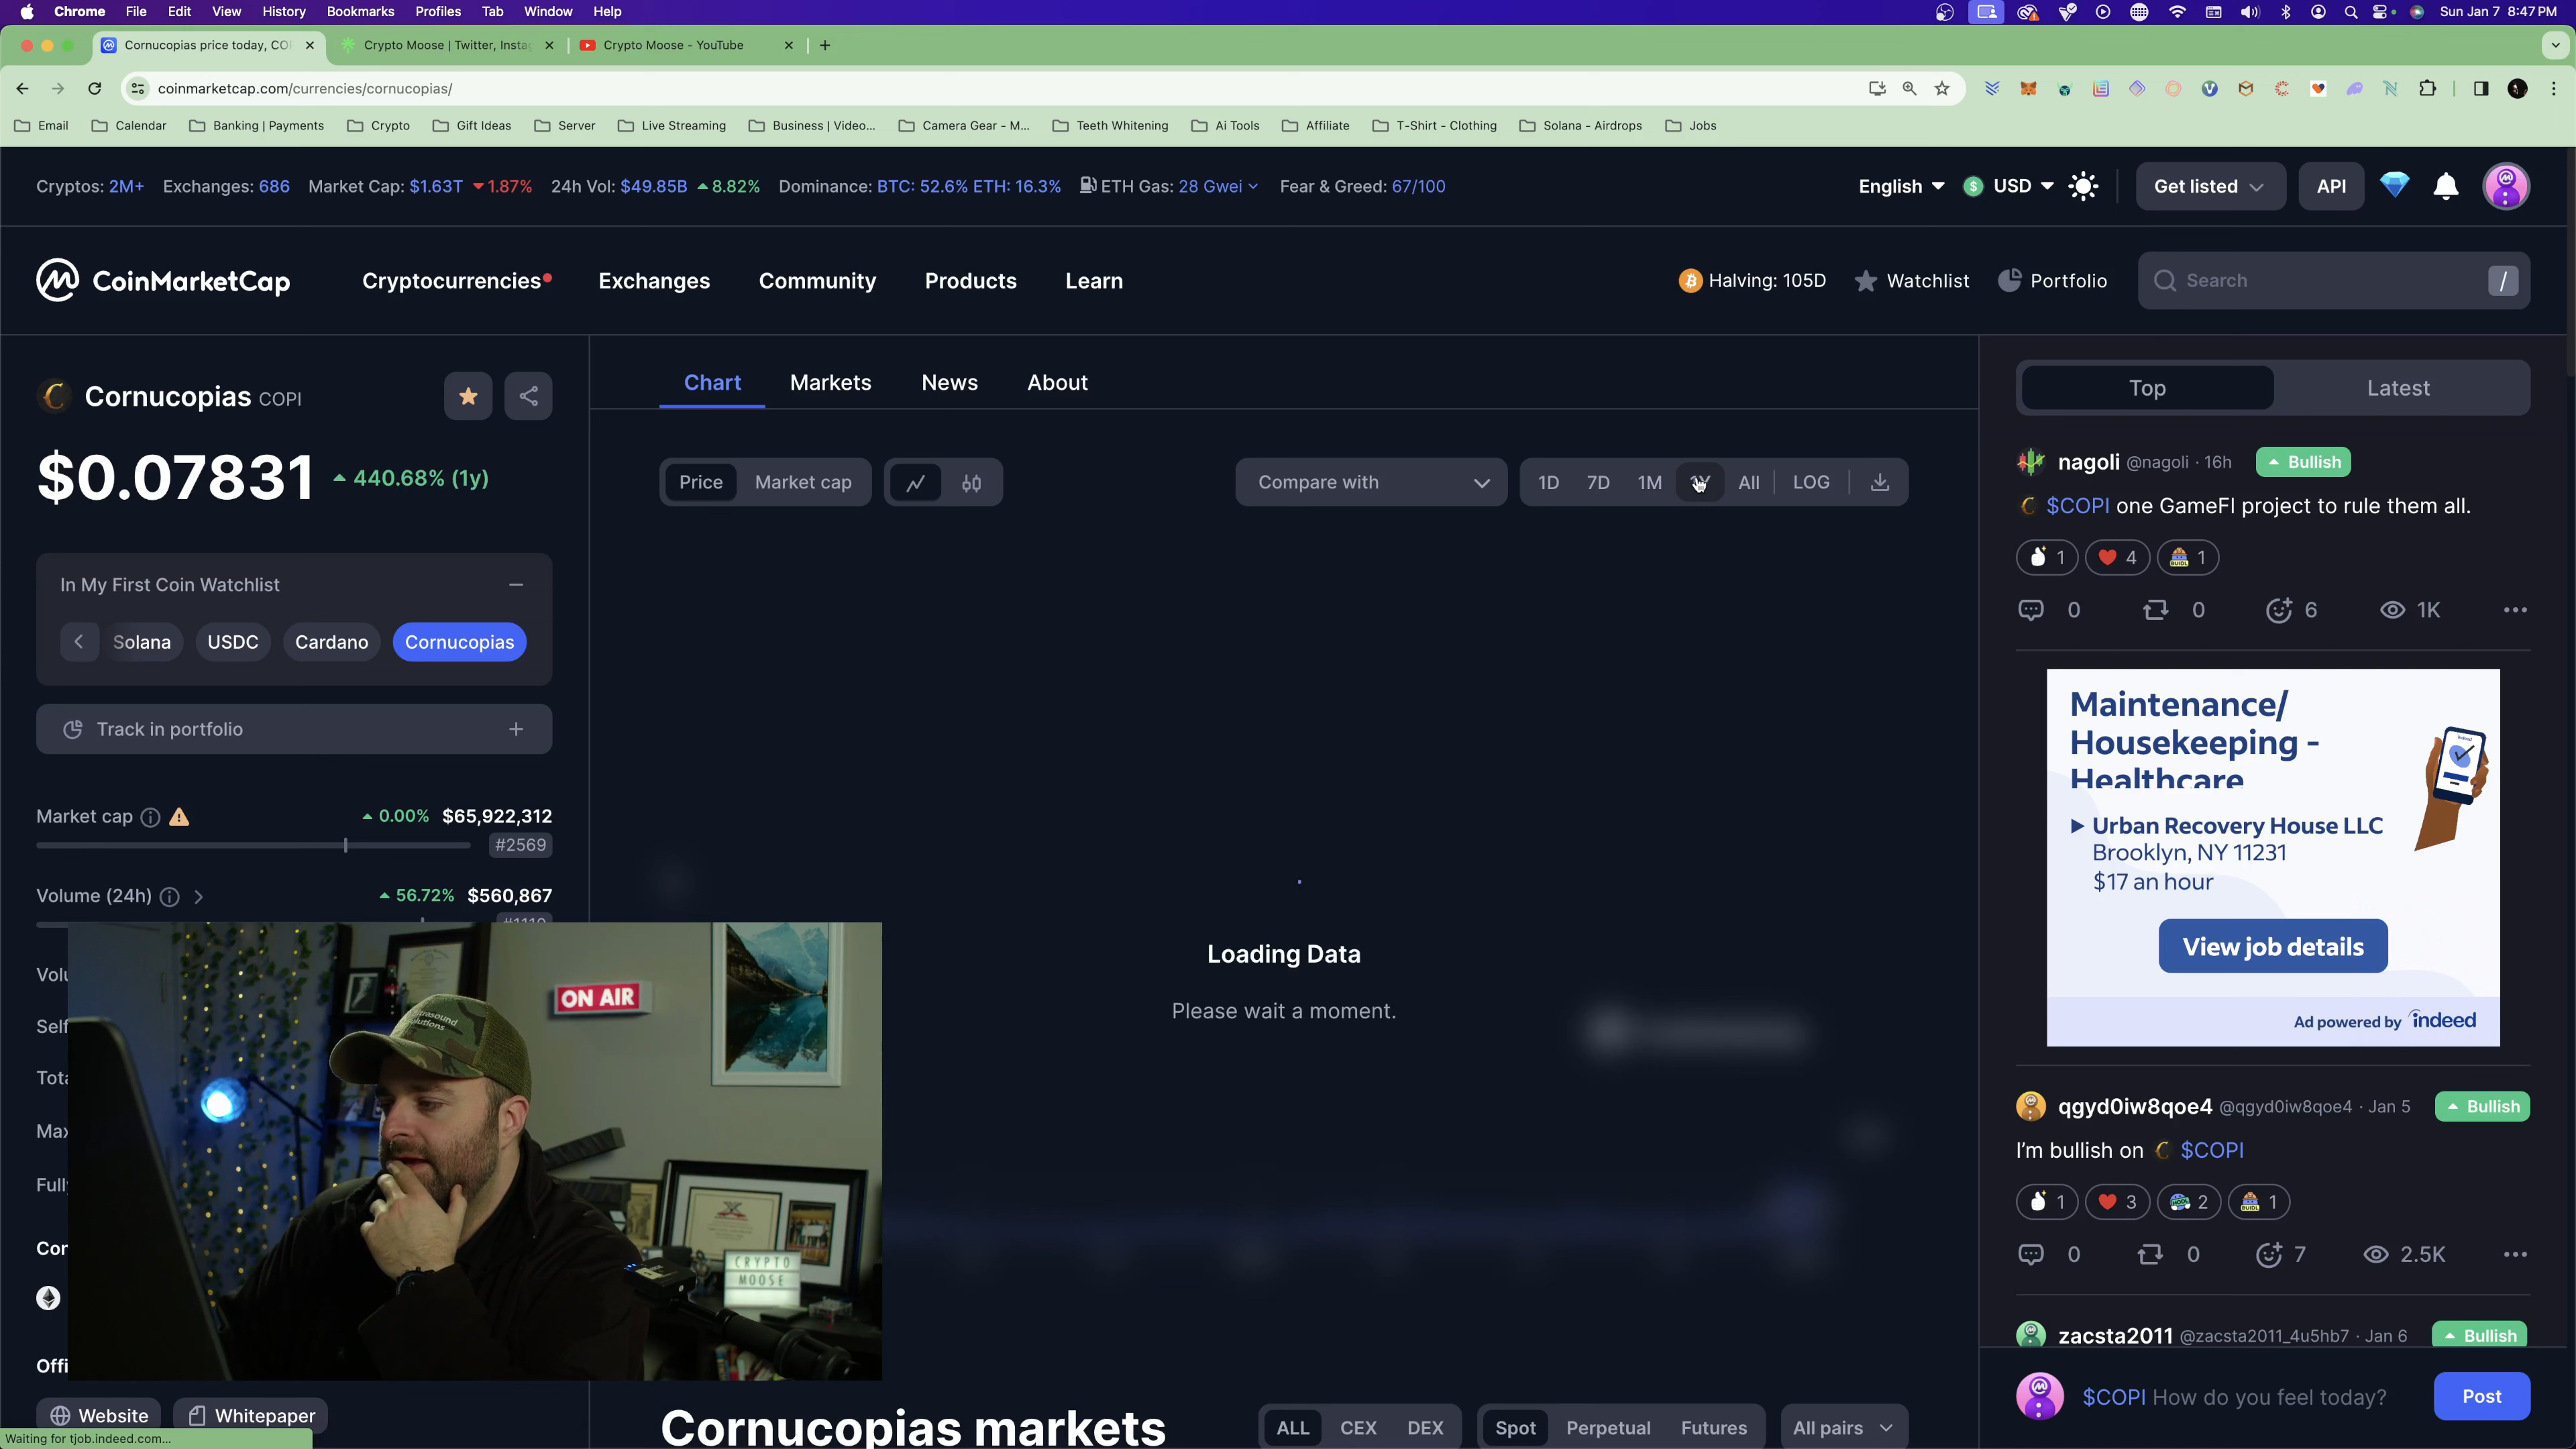 Chrome File Edit View History Bookmarks Profiles Tab Window Help Sun Jan 7 8:47 PM
Cornucopias price today, CO Crypto Moose | Twitter, Insta Crypto Moose - YouTube
coinmarketcap.com/currencies/cornucopias/
Email Calendar Banking | Payments Crypto Gift Ideas Server Live Streaming Business | Video... Camera Gear - M... Teeth Whitening Ai Tools Affiliate T-Shirt - Clothing Solana - Airdrops Jobs
Cryptos: 2M+ Exchanges: 686 Market Cap: $1.63T 1.87% 24h Vol: $49.85B 8.82% Dominance: BTC: 52.6% ETH: 16.3% ETH Gas: 28 Gwei Fear & Greed: 67/100 English USD Get listed API
CoinMarketCap Cryptocurrencies Exchanges Community Products Learn Halving: 105D Watchlist Portfolio Search /
Cornucopias COPI
$0.07831 440.68% (1y)
In My First Coin Watchlist
Solana USDC Cardano Cornucopias
Track in portfolio
Market cap 0.00% $65,922,312
#2569
Volume (24h) 56.72% $560,867
#1110
Volu
Self
Tota
Max
Fully
Cor
Offi
Website Whitepaper
Waiting for tjob.indeed.com...
Chart Markets News About
Price Market cap Compare with 1D 7D 1M All LOG
Loading Data
Please wait a moment.
ON AIR
CRYPTO
MOOSE
Cornucopias markets ALL CEX DEX Spot Perpetual Futures All pairs
Top Latest
nagoli @nagoli · 16h Bullish
$COPI one GameFI project to rule them all.
1 4 1
0 0 6 1K
Maintenance/
Housekeeping -
Healthcare
Urban Recovery House LLC
Brooklyn, NY 11231
$17 an hour
View job details
Ad powered by indeed
qgyd0iw8qoe4 @qgyd0iw8qoe4 · Jan 5 Bullish
I'm bullish on $COPI
1 3 2 1
0 0 7 2.5K
zacsta2011 @zacsta2011_4u5hb7 · Jan 6 Bullish
$COPI How do you feel today? Post